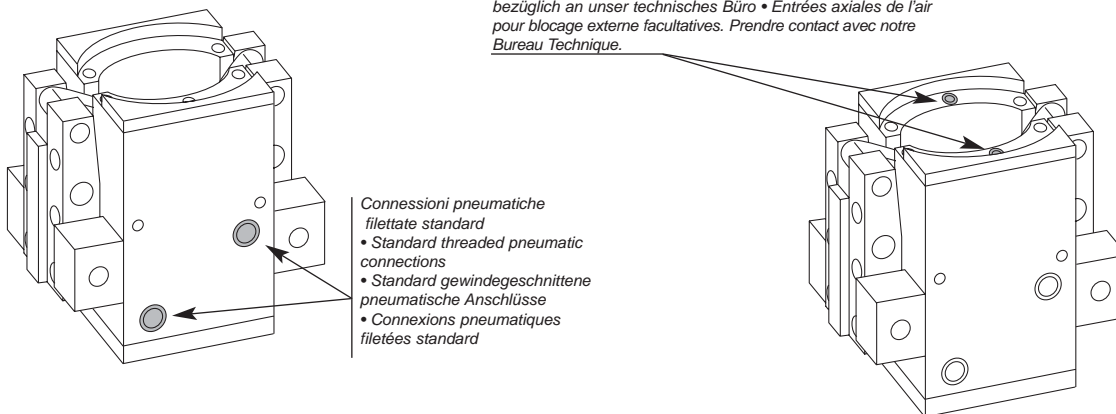 bezüglich an unser technisches Büro • Entrées axiales de l'air
pour blocage externe facultatives. Prendre contact avec notre
Bureau Technique.
Connessioni pneumatiche
filettate standard
• Standard threaded pneumatic
connections
• Standard gewindegeschnittene
pneumatische Anschlüsse
• Connexions pneumatiques
filetées standard